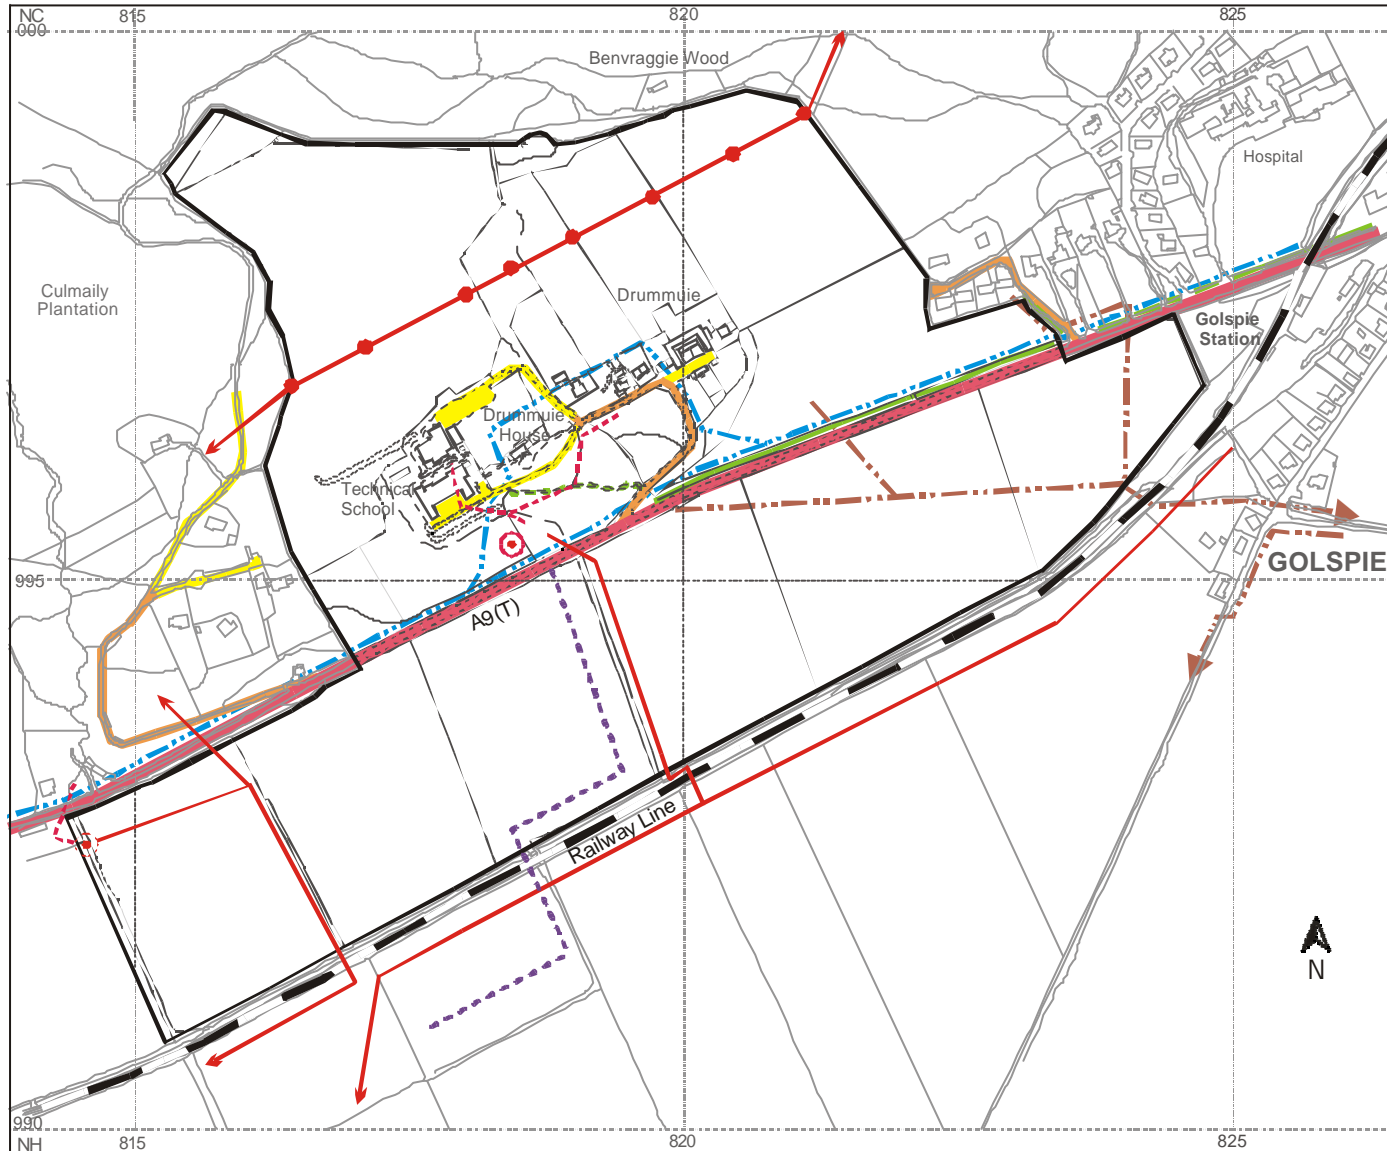 NC
815
820
825
000
Benvraggie Wood
Hospital
Culmaily
Plantation
Drummuie
Golspie
Station
Drummuie
House
Technical
School
995
GOLSPIE
A9(T)
Railway Line
N
990
NH
815
820
825